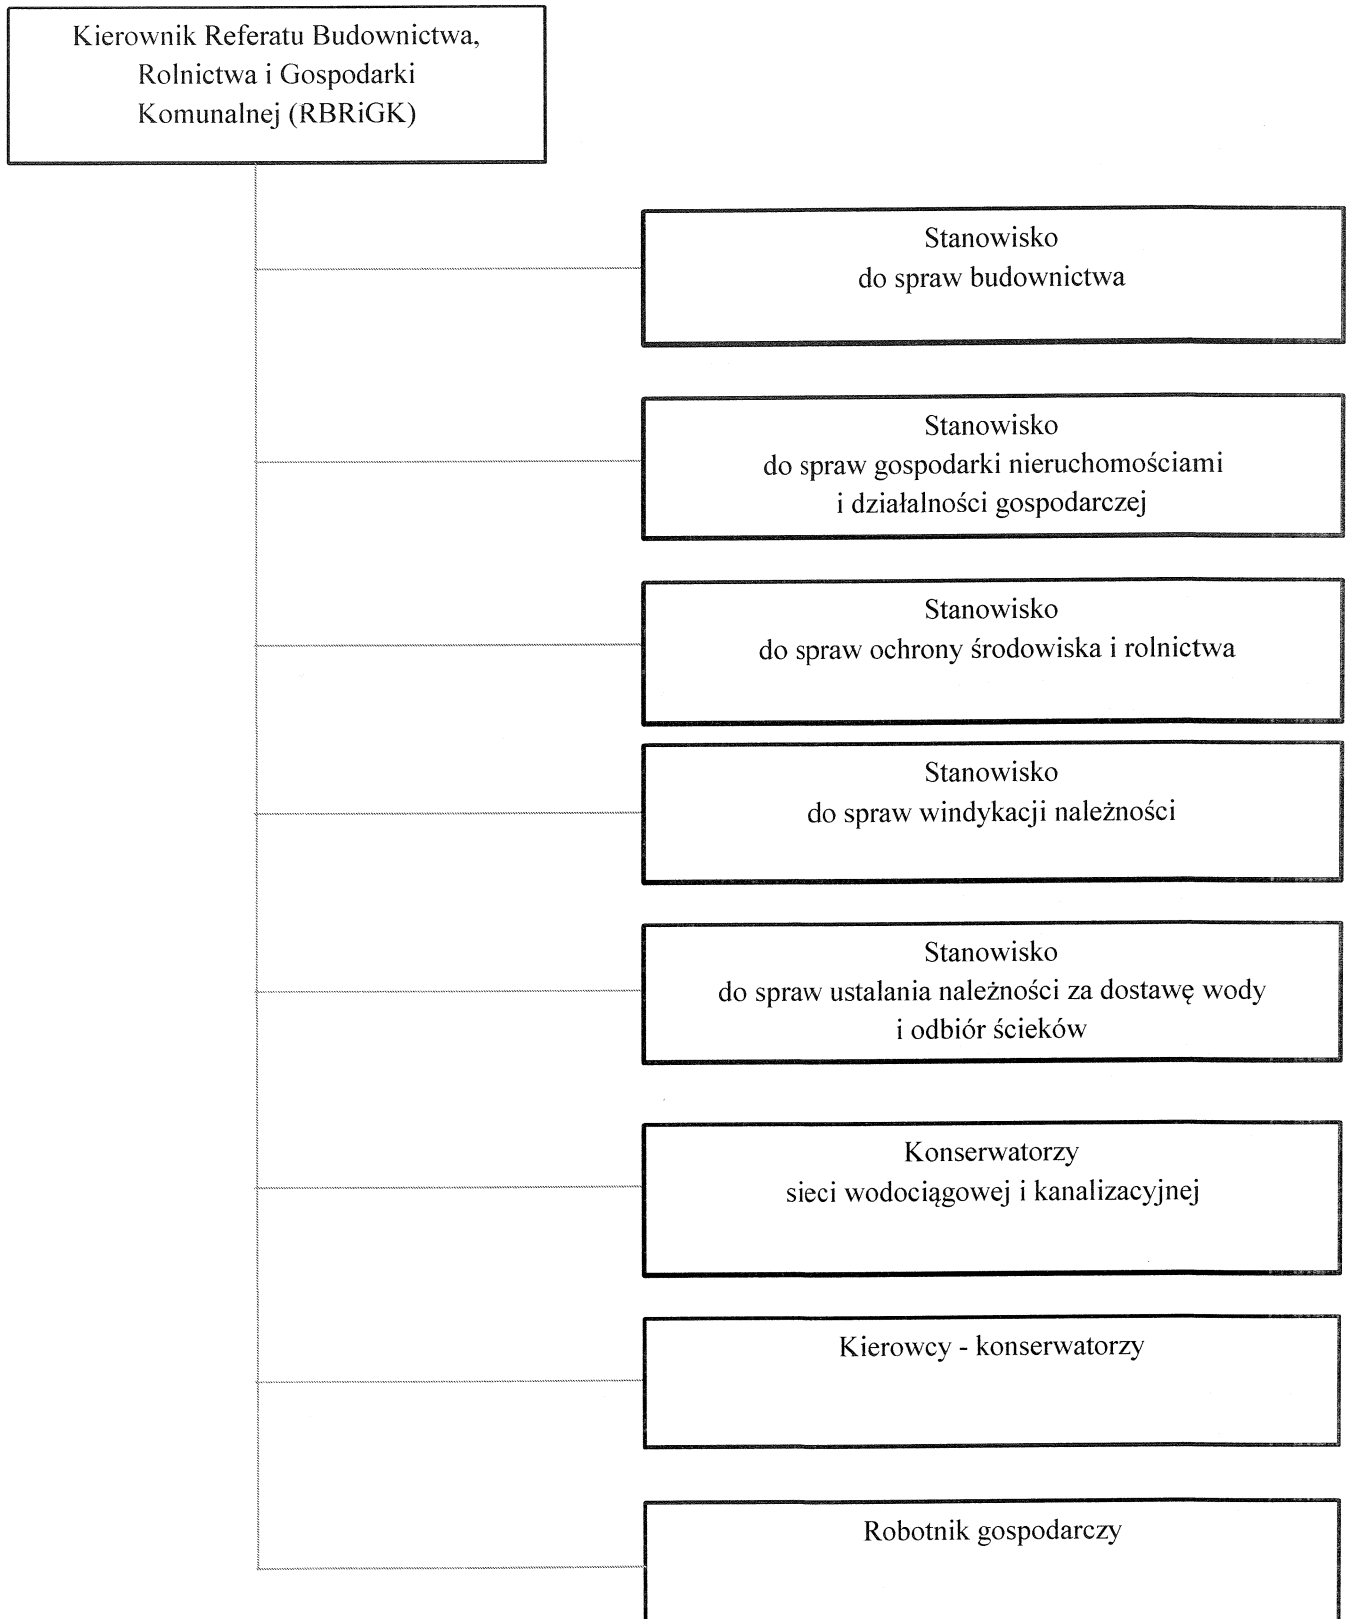 Kierownik Referatu Budownictwa,
Rolnictwa i Gospodarki
Komunalnej (RBRiGK)
Stanowisko
do spraw budownictwa
Stanowisko
do spraw gospodarki nieruchomościami
i działalności gospodarczej
Stanowisko
do spraw ochrony środowiska i rolnictwa
Stanowisko
do spraw windykacji należności
Stanowisko
do spraw ustalania należności za dostawę wody
i odbiór ścieków
Konserwatorzy
sieci wodociągowej i kanalizacyjnej
Kierowcy - konserwatorzy
Robotnik gospodarczy